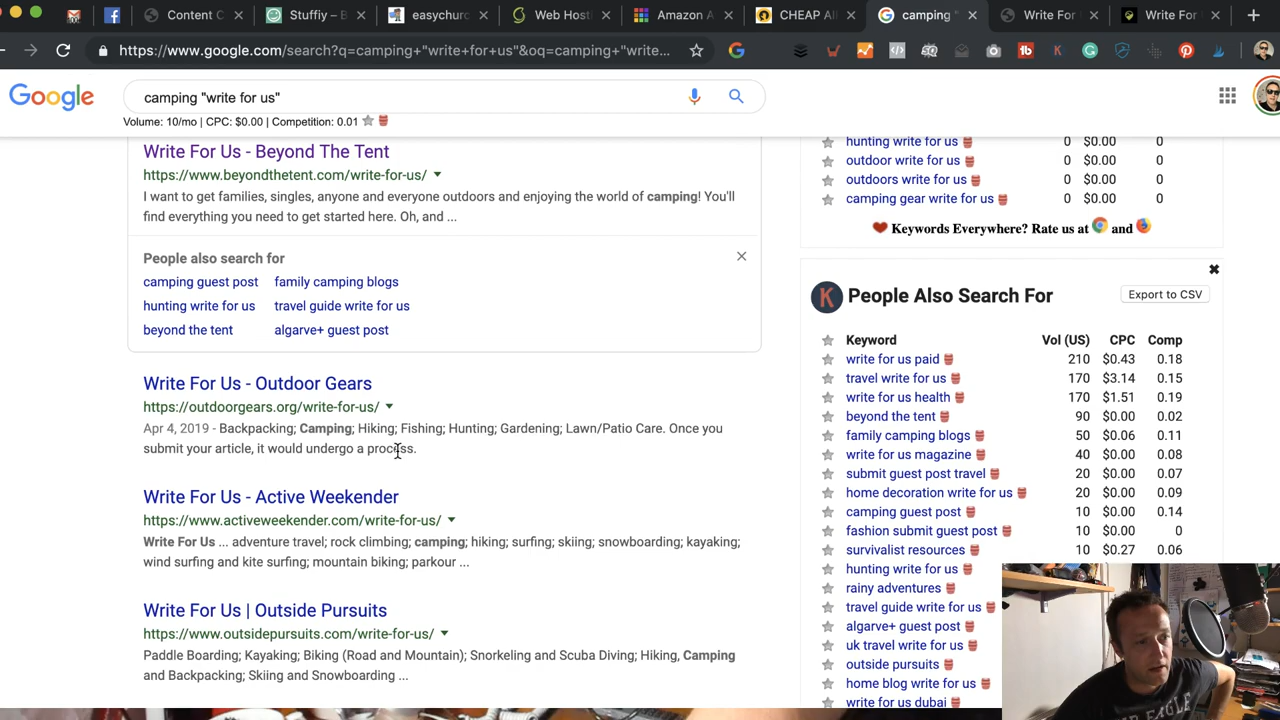 Content C
Stuffiy – B
easychurc
Web Hosti
Amazon A
CHEAP AL
camping "
Write For
Write For
https://www.google.com/search?q=camping+"write+for+us"&oq=camping+"write...
Google
camping "write for us"
Volume: 10/mo | CPC: $0.00 | Competition: 0.01
Write For Us - Beyond The Tent
https://www.beyondthetent.com/write-for-us/
I want to get families, singles, anyone and everyone outdoors and enjoying the world of camping! You'll
find everything you need to get started here. Oh, and ...
People also search for
camping guest post family camping blogs
hunting write for us travel guide write for us
beyond the tent algarve+ guest post
Write For Us - Outdoor Gears
https://outdoorgears.org/write-for-us/
Apr 4, 2019 - Backpacking; Camping; Hiking; Fishing; Hunting; Gardening; Lawn/Patio Care. Once you
submit your article, it would undergo a process.
Write For Us - Active Weekender
https://www.activeweekender.com/write-for-us/
Write For Us ... adventure travel; rock climbing; camping; hiking; surfing; skiing; snowboarding; kayaking;
wind surfing and kite surfing; mountain biking; parkour ...
Write For Us | Outside Pursuits
https://www.outsidepursuits.com/write-for-us/
Paddle Boarding; Kayaking; Biking (Road and Mountain); Snorkeling and Scuba Diving; Hiking, Camping
and Backpacking; Skiing and Snowboarding ...
hunting write for us 0 $0.00 0
outdoor write for us 0 $0.00 0
outdoors write for us 0 $0.00 0
camping gear write for us 0 $0.00 0
Keywords Everywhere? Rate us at and
K People Also Search For Export to CSV
Keyword Vol (US) CPC Comp
write for us paid 210 $0.43 0.18
travel write for us 170 $3.14 0.15
write for us health 170 $1.51 0.19
beyond the tent 90 $0.00 0.02
family camping blogs 50 $0.06 0.11
write for us magazine 40 $0.00 0.08
submit guest post travel 20 $0.00 0.07
home decoration write for us 20 $0.00 0.09
camping guest post 10 $0.00 0.14
fashion submit guest post 10 $0.00 0
survivalist resources 10 $0.27 0.06
hunting write for us
rainy adventures
travel guide write for us
algarve+ guest post
uk travel write for us
outside pursuits
home blog write for us
write for us dubai